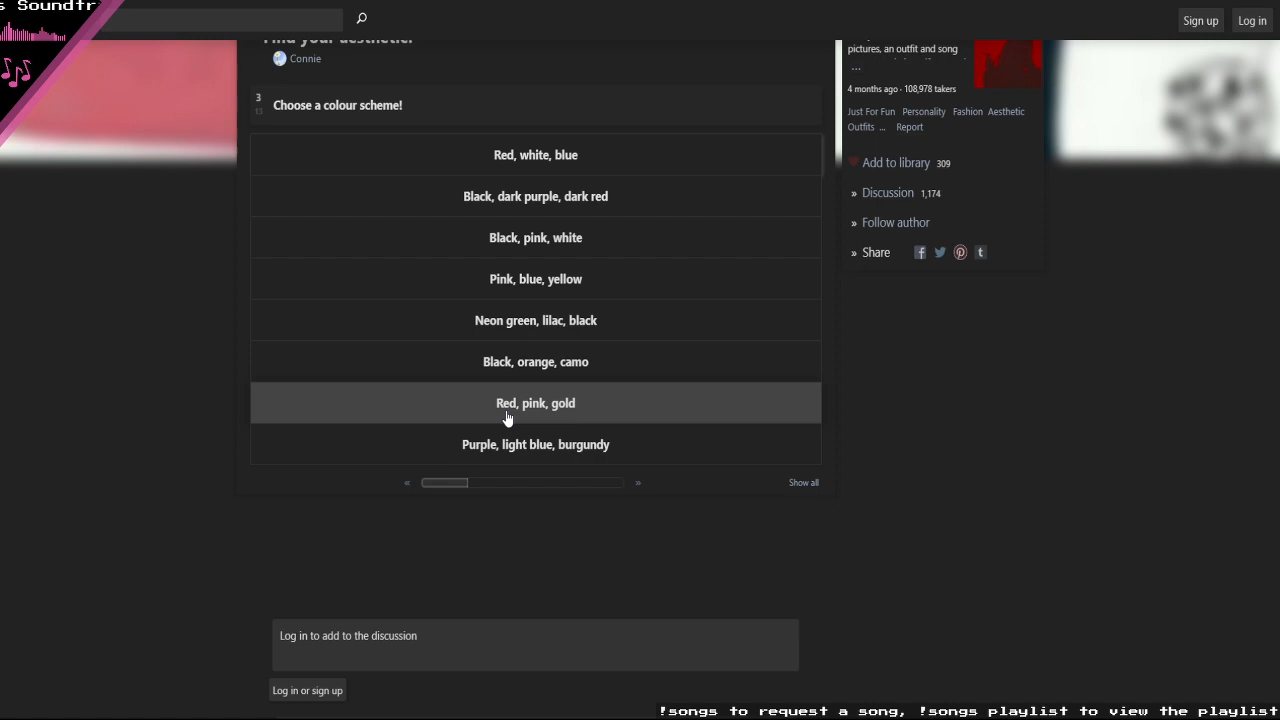 s Soundtr
Sign up
Log in
Find your aesthetic!
Connie
3
13
Choose a colour scheme!
Red, white, blue
Black, dark purple, dark red
Black, pink, white
Pink, blue, yellow
Neon green, lilac, black
Black, orange, camo
Red, pink, gold
Purple, light blue, burgundy
«
»
Show all
pictures, an outfit and song
...
4 months ago · 108,978 takers
Just For Fun Personality Fashion Aesthetic
Outfits ... Report
Add to library 309
» Discussion 1,174
» Follow author
» Share
Log in to add to the discussion
Log in or sign up
!songs to request a song, !songs playlist to view the playlist